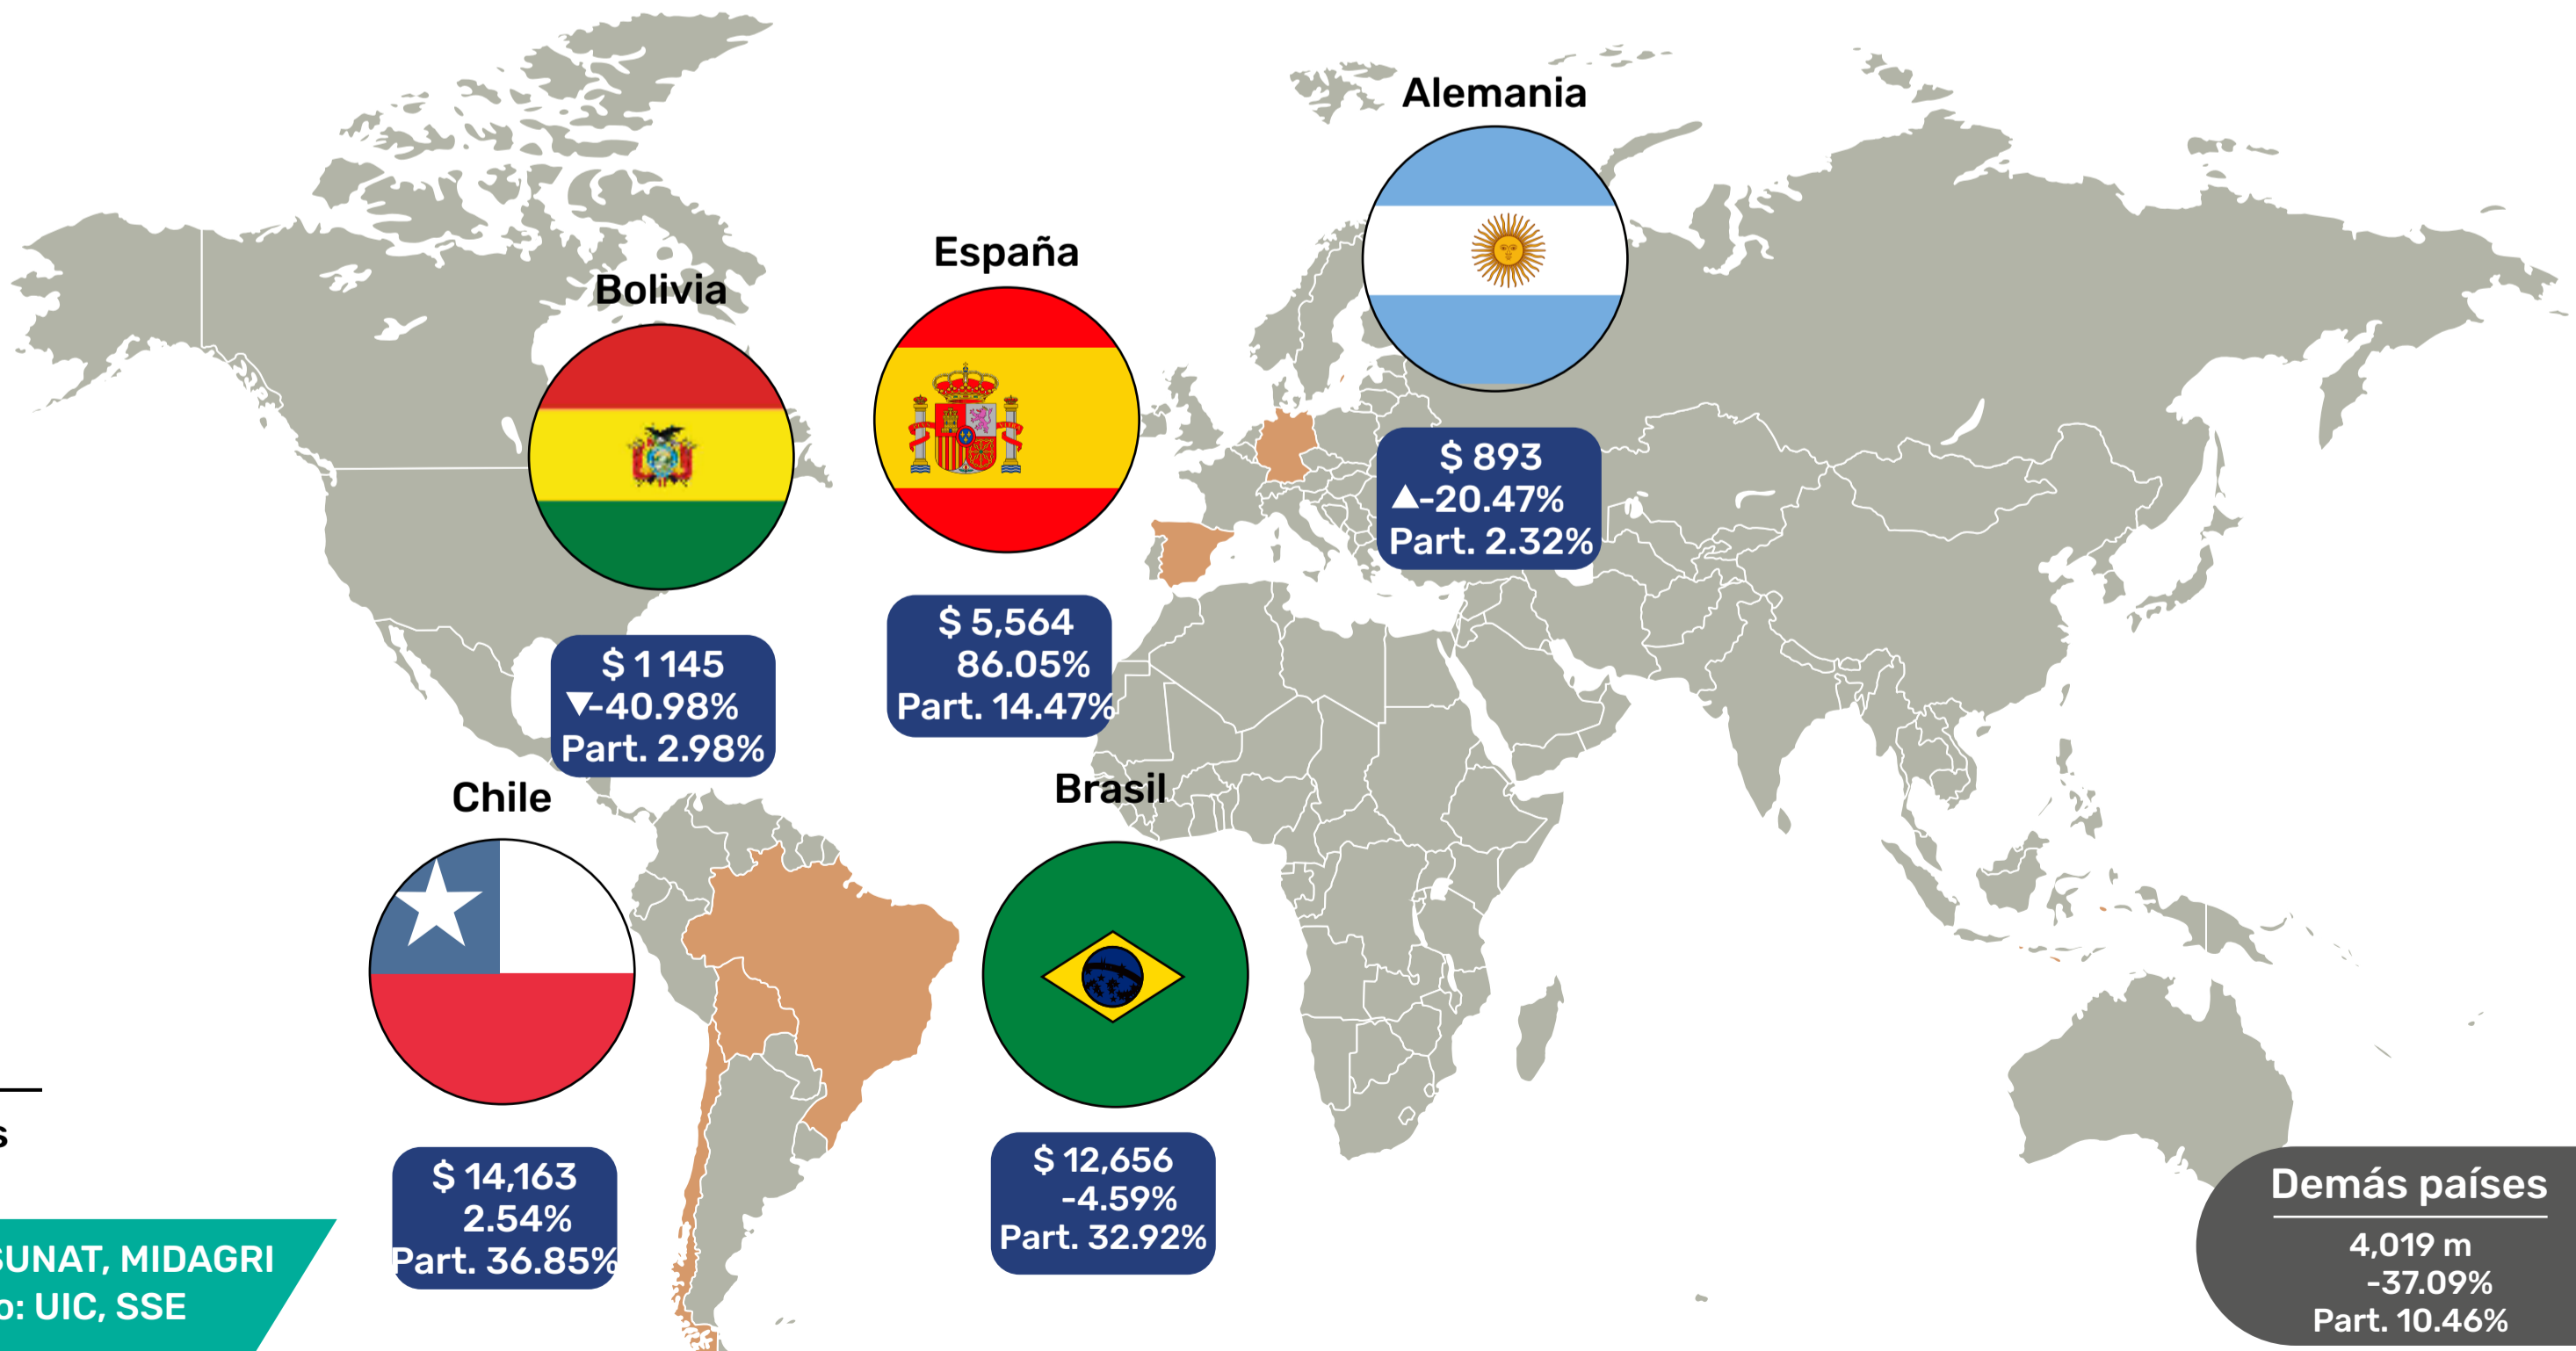 Alemania
$ 893
▲-20.47%
Part. 2.32%
España
$ 5,564
86.05%
Part. 14.47%
Bolivia
$ 1 145
▼-40.98%
Part. 2.98%
Chile
$ 14,163
2.54%
Part. 36.85%
Brasil
$ 12,656
-4.59%
Part. 32.92%
s
SUNAT, MIDAGRI
o: UIC, SSE
Demás países
4,019 m
-37.09%
Part. 10.46%